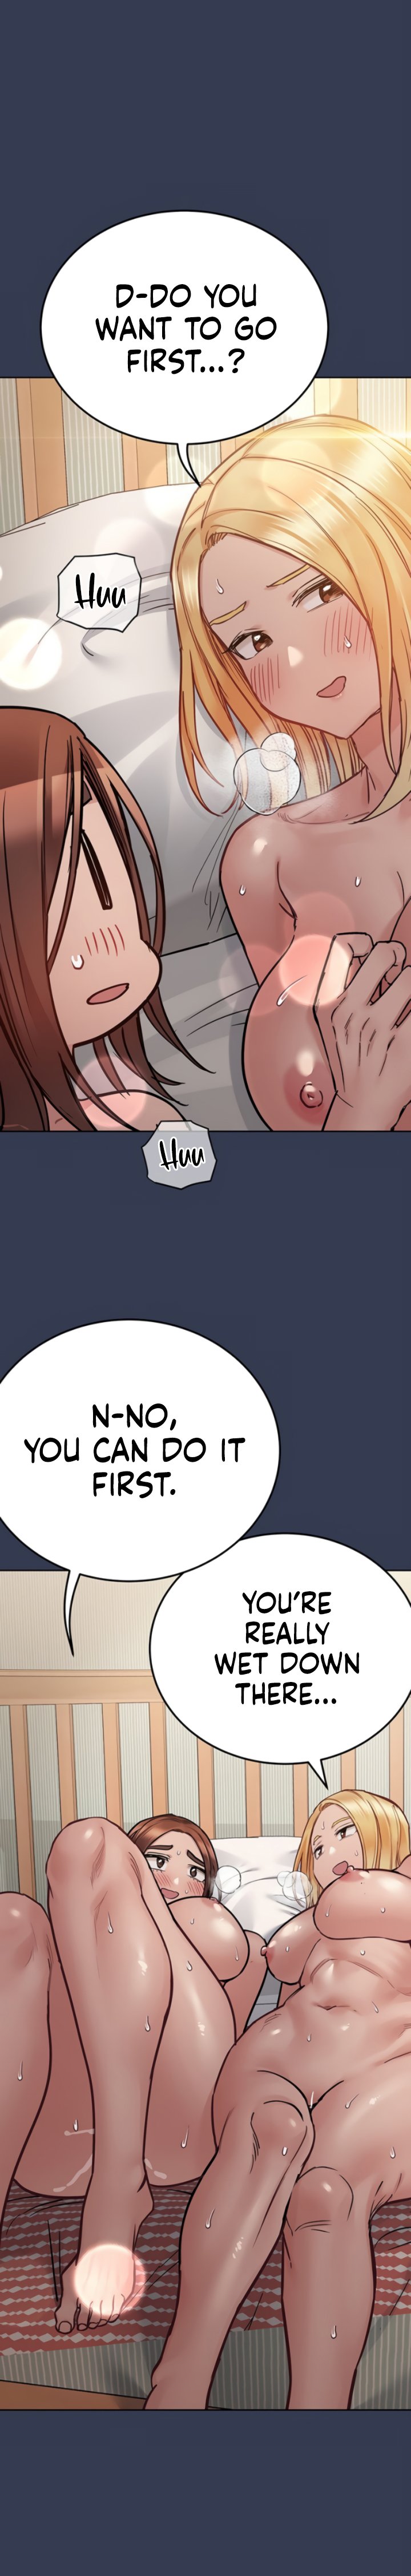 D-DO YOU
WANT TO GO
FIRST...?
Huu
Huu
N-NO,
YOU CAN DO IT
FIRST.
YOU'RE
REALLY
WET DOWN
THERE...